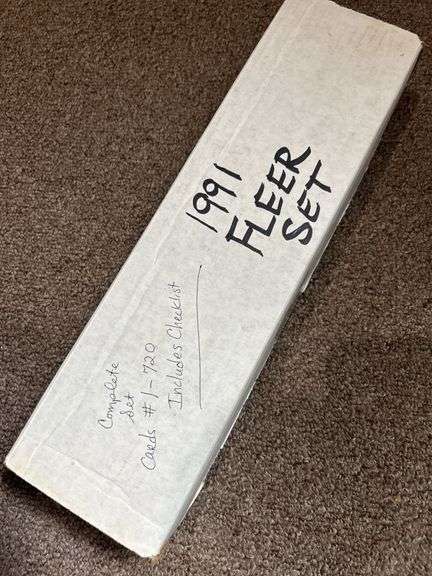 1991
FLEER
SET
Complete
Set
Cards #1-720
Includes Checklist